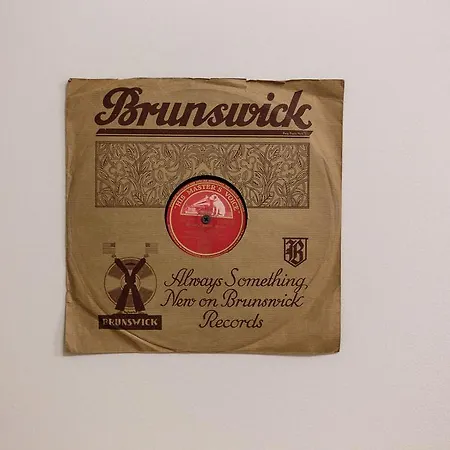 Brunswick
"HIS MASTER'S VOICE"
B
Always Something,
New on Brunswick
Records
BRUNSWICK